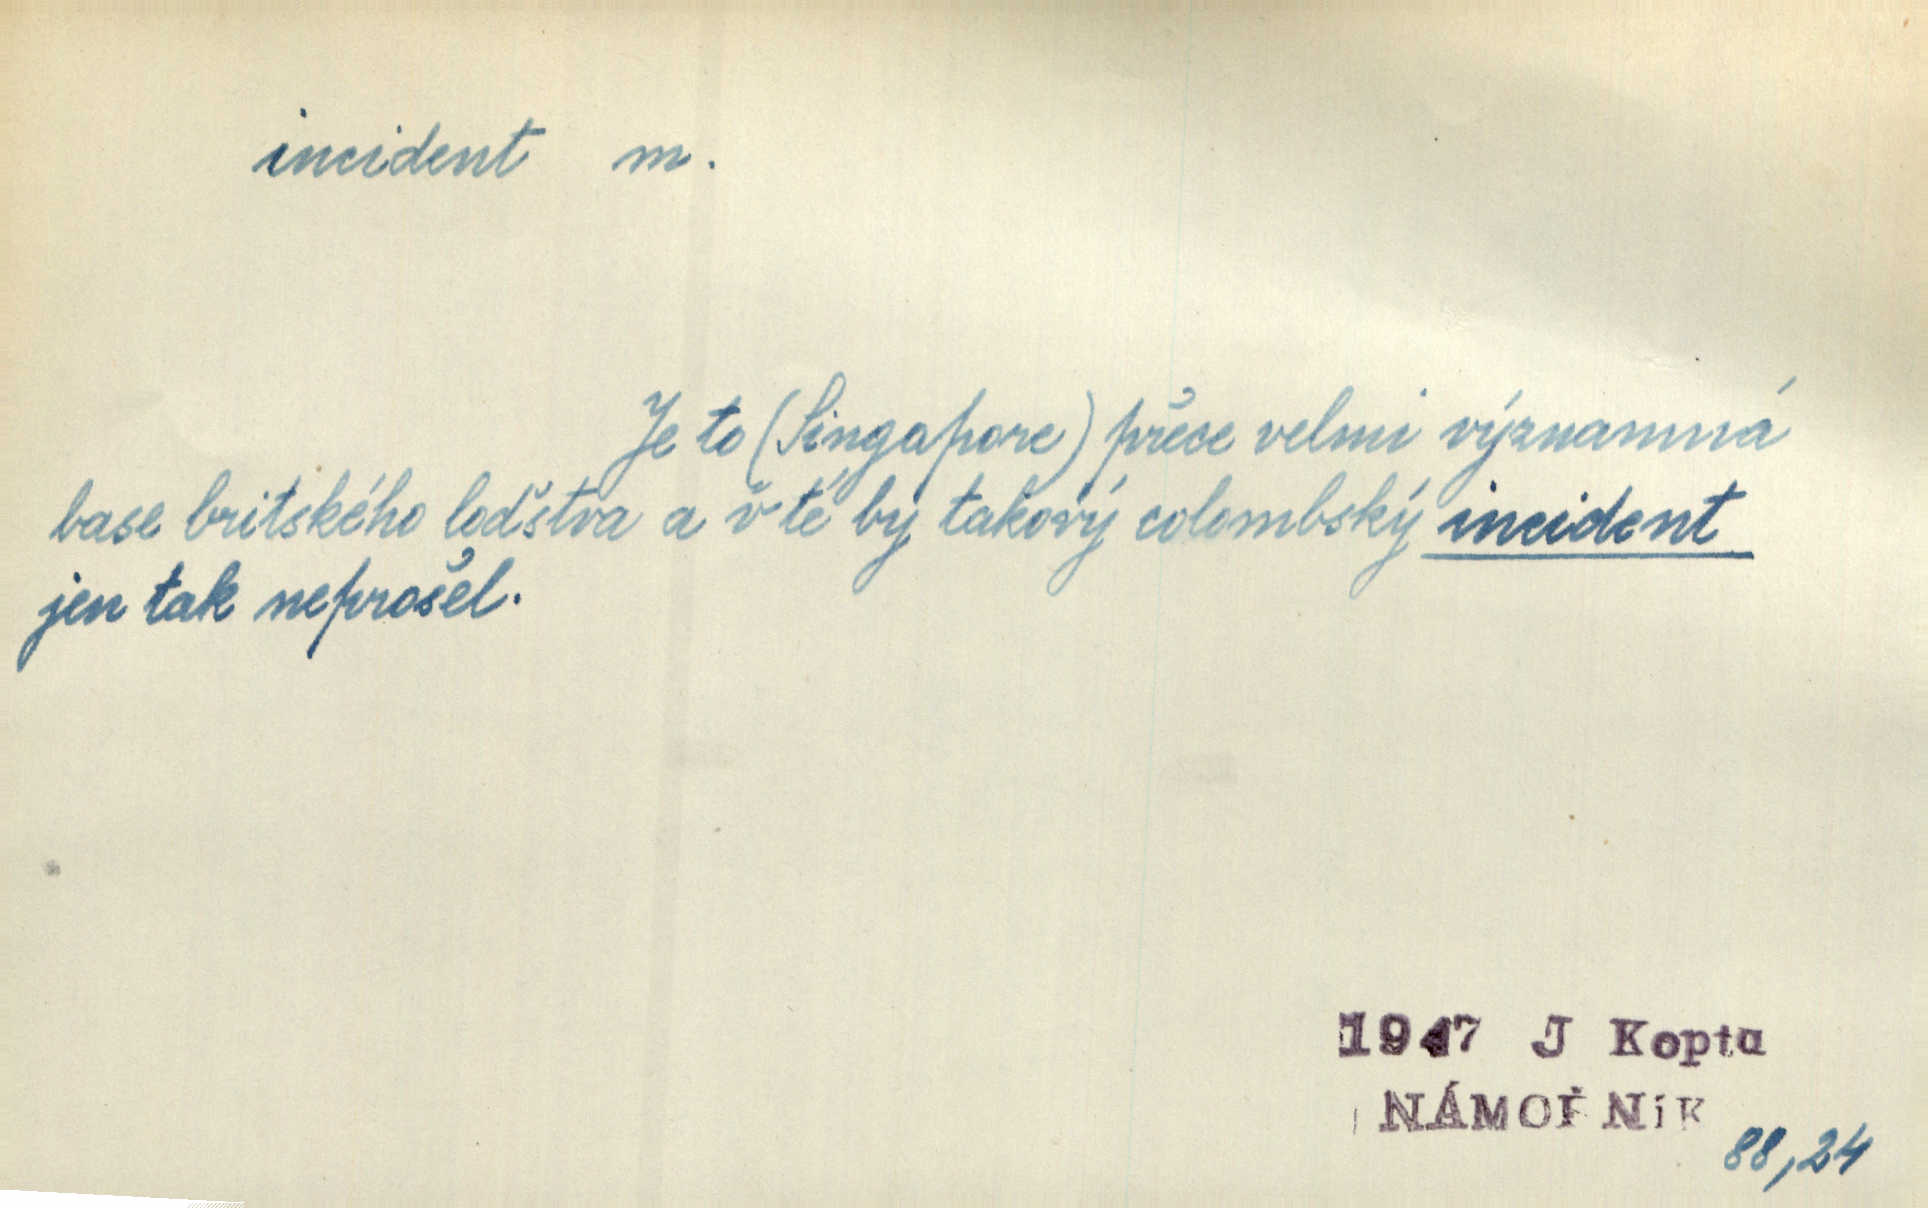 incident m.
Je to (Singapore) přece velmi významná
base britského loďstva a v té by takový colombský incident
jen tak neprošel.
1947 J Kopta
NÁMOŘNíK
88,24